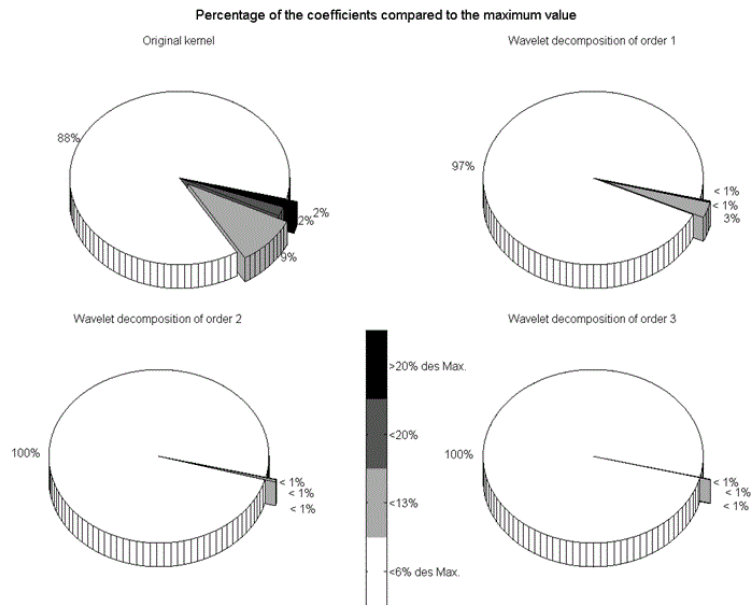 Percentage of the coefficients compared to the maximum value
Original kernel
88%
2%
2%
9%
Wavelet decomposition of order 1
97%
< 1%
< 1%
3%
Wavelet decomposition of order 2
100%
< 1%
< 1%
< 1%
>20% des Max.
<20%
<13%
<6% des Max.
Wavelet decomposition of order 3
100%
< 1%
< 1%
< 1%